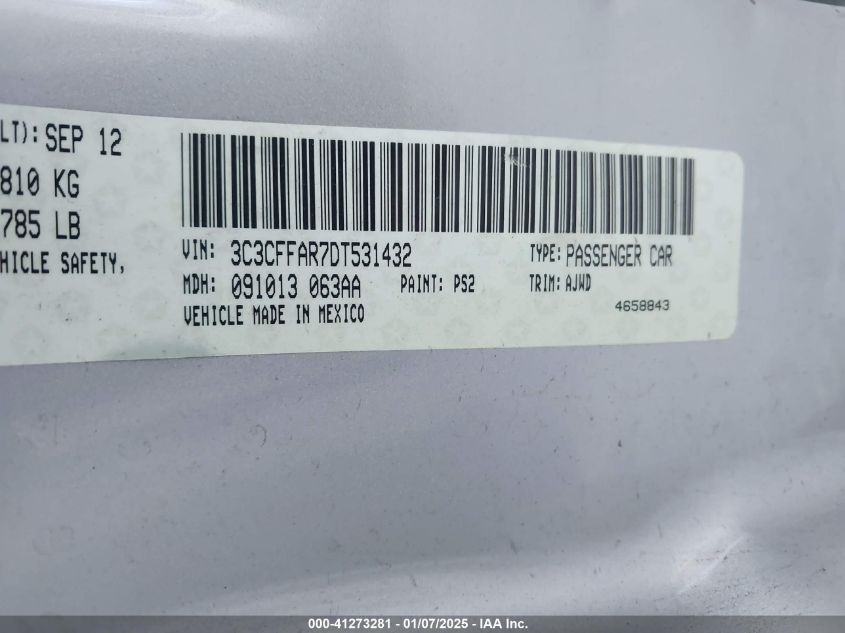 LT): SEP 12
810 KG
785 LB
HICLE SAFETY,
VIN: 3C3CFFAR7DT531432 TYPE: PASSENGER CAR
MDH: 091013 063AA PAINT: PS2 TRIM: AJWD
VEHICLE MADE IN MEXICO 4658843
000-41273281 - 01/07/2025 - IAA Inc.